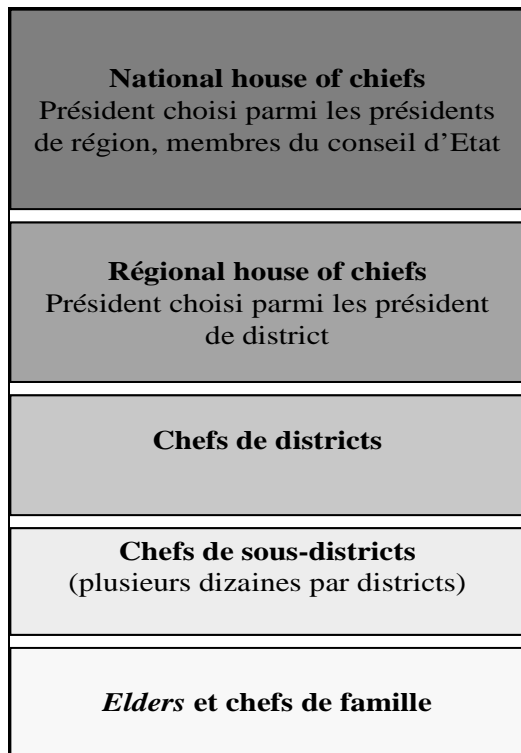 National house of chiefs
Président choisi parmi les présidents
de région, membres du conseil d’Etat
Régional house of chiefs
Président choisi parmi les président
de district
Chefs de districts
Chefs de sous-districts
(plusieurs dizaines par districts)
Elders et chefs de famille